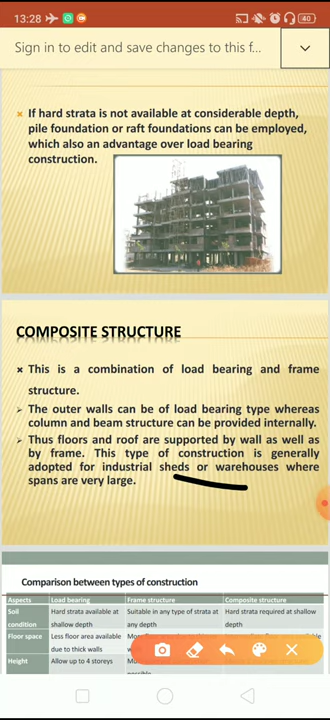 13:28
40
Sign in to edit and save changes to this f...
If hard strata is not available at considerable depth,
pile foundation or raft foundations can be employed,
which also an advantage over load bearing
construction.
COMPOSITE STRUCTURE
This is a combination of load bearing and frame
structure.
The outer walls can be of load bearing type whereas
column and beam structure can be provided internally.
Thus floors and roof are supported by wall as well as
by frame. This type of construction is generally
adopted for industrial sheds or warehouses where
spans are very large.
Comparison between types of construction
Aspects Load bearing Frame structure Composite structure
Soil Hard strata available at Suitable in any type of strata at Hard strata required at shallow
condition shallow depth any depth depth
Floor space Less floor area available
due to thick walls
Height Allow up to 4 storeys